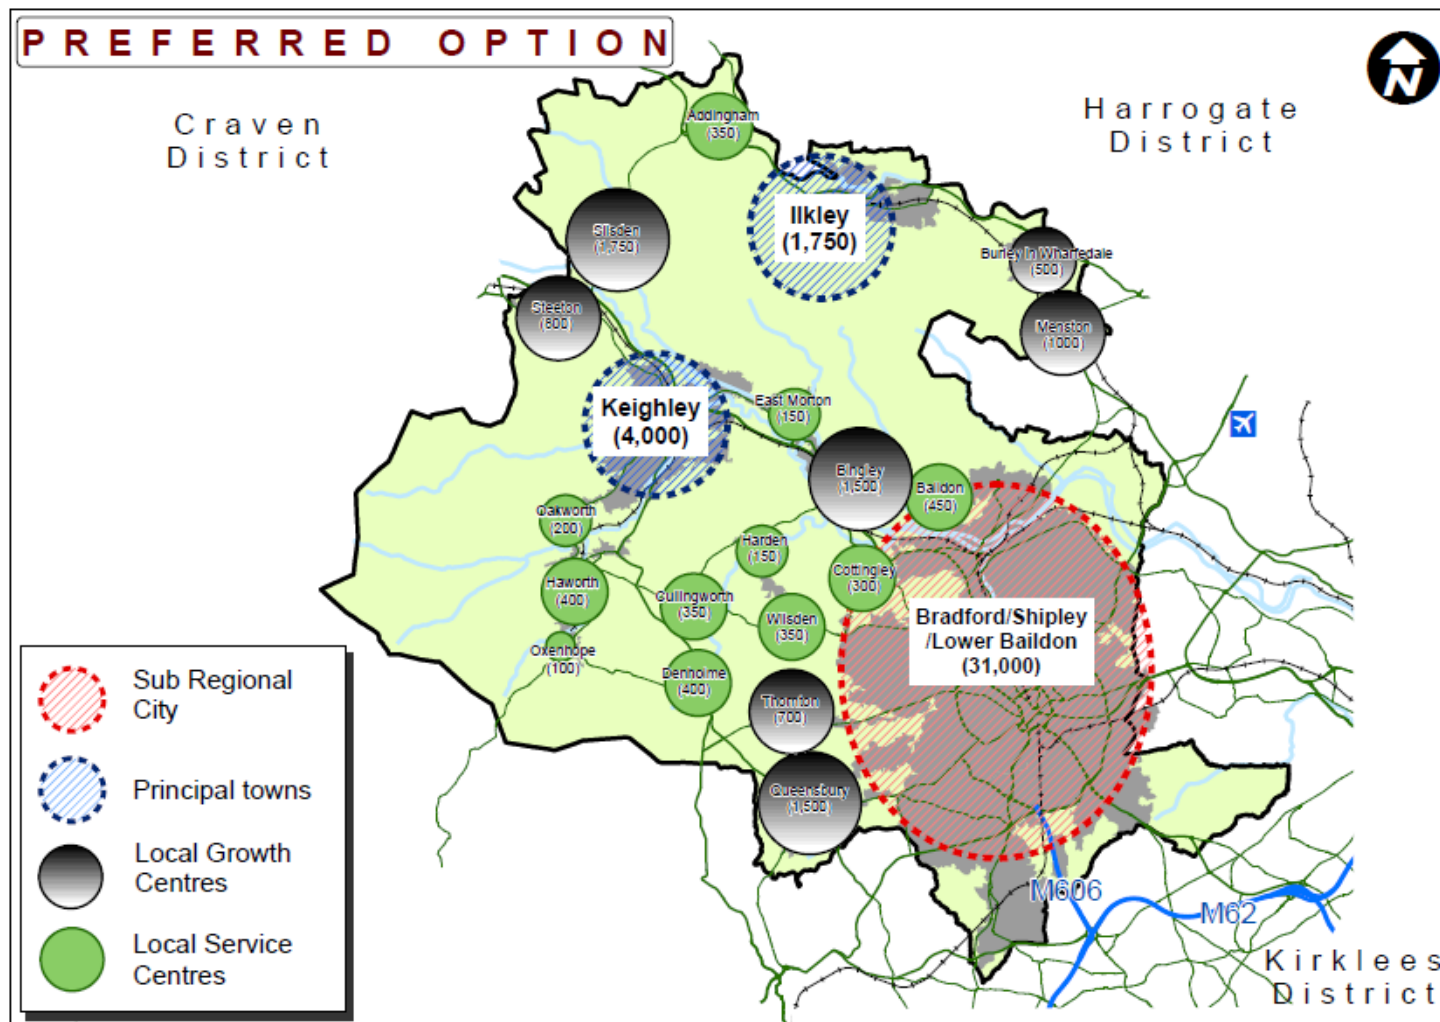 PREFERRED OPTION
N
Craven
District
Harrogate
District
Addingham
(350)
Ilkley
(1,750)
Silsden
(1,750)
Burley In Wharfedale
(500)
Steeton
(800)
Menston
(1000)
Keighley
(4,000)
East Morton
(150)
Bingley
(1,500)
Baildon
(450)
Oakworth
(200)
Harden
(150)
Cottingley
(300)
Haworth
(400)
Cullingworth
(350)
Wilsden
(350)
Bradford/Shipley
/Lower Baildon
(31,000)
Oxenhope
(100)
Denholme
(400)
Thornton
(700)
Queensbury
(1,500)
M606
M62
Kirklees
District
Sub Regional
City
Principal towns
Local Growth
Centres
Local Service
Centres